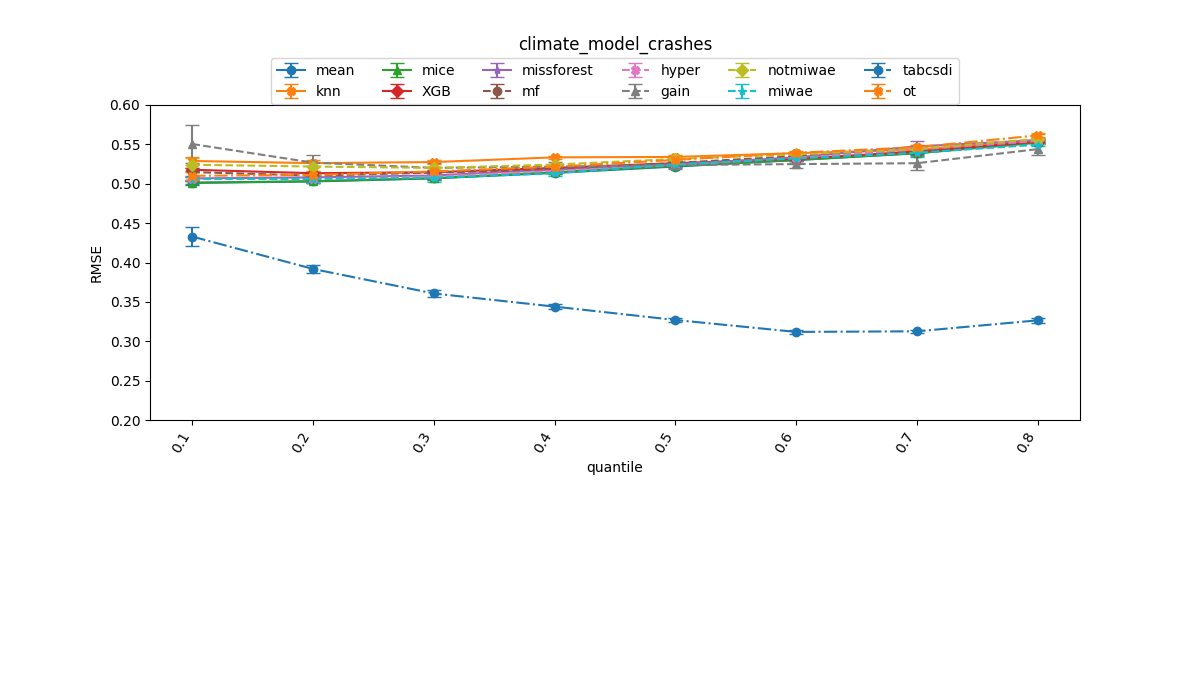 climate_model_crashes
mean mice missforest hyper notmiwae tabcsdi
knn XGB mf gain miwae ot
0.60
0.55
0.50
0.45
0.40
0.35
0.30
0.25
0.20
RMSE
0.1 0.2 0.3 0.4 0.5 0.6 0.7 0.8
quantile